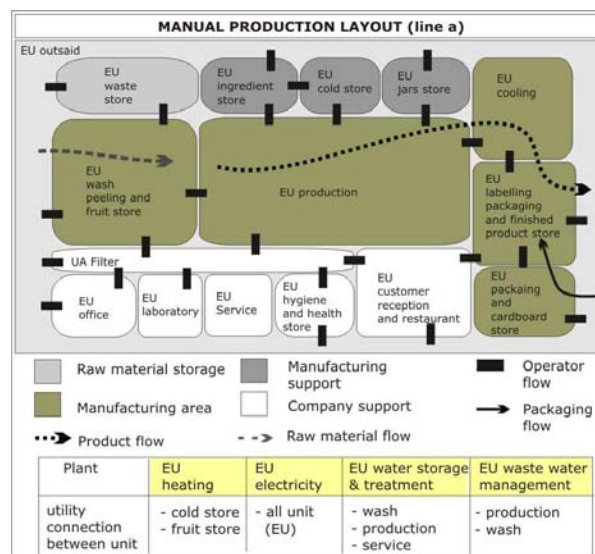 MANUAL PRODUCTION LAYOUT (line a)
EU outsaid
EU
waste
store
EU
ingredient
store
EU
cold store
EU
jars store
EU
cooling
EU
wash
peeling and
fruit store
EU production
EU
labelling
packaging
and finished
product store
UA Filter
EU
office
EU
laboratory
EU
Service
EU
hygiene
and health
store
EU
customer
reception
and restaurant
EU
packaing
and
cardboard
store
Raw material storage
Manufacturing
support
Operator
flow
Manufacturing area
Company support
Packaging
flow
Product flow
Raw material flow
Plant
EU
heating
EU
electricity
EU water storage
& treatment
EU waste water
management
utility
connection
between unit
- cold store
- fruit store
- all unit
(EU)
- wash
- production
- service
- production
- wash